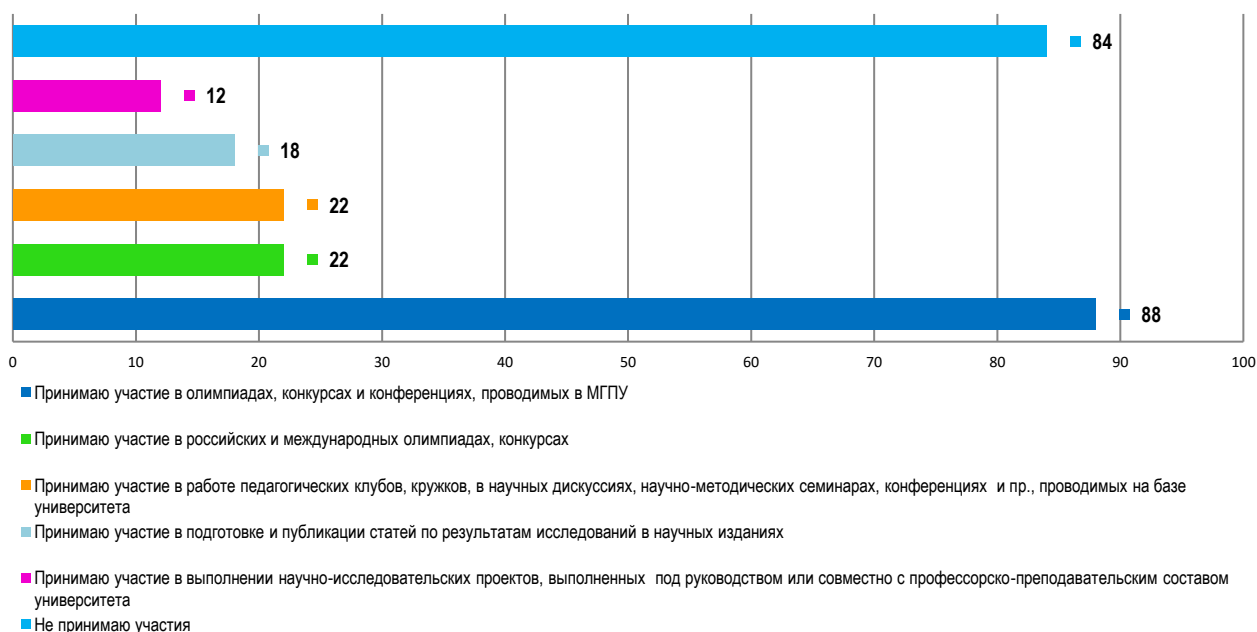 84
12
18
22
22
88
0 10 20 30 40 50 60 70 80 90 100
Принимаю участие в олимпиадах, конкурсах и конференциях, проводимых в МГПУ
Принимаю участие в российских и международных олимпиадах, конкурсах
Принимаю участие в работе педагогических клубов, кружков, в научных дискуссиях, научно-методических семинарах, конференциях и пр., проводимых на базе
университета
Принимаю участие в подготовке и публикации статей по результатам исследований в научных изданиях
Принимаю участие в выполнении научно-исследовательских проектов, выполненных под руководством или совместно с профессорско-преподавательским составом
университета
Не принимаю участия